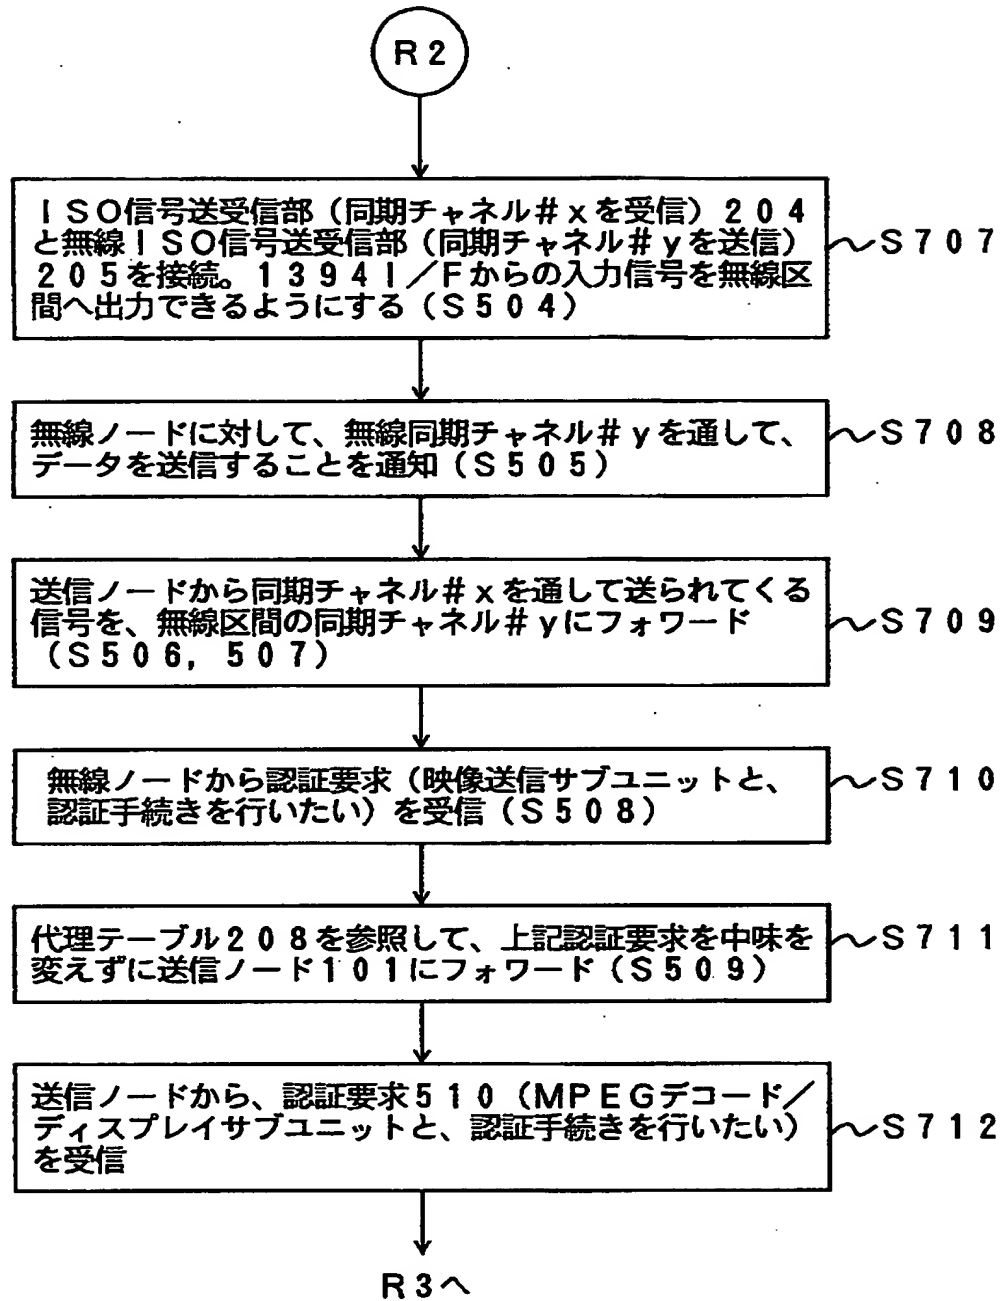 R2
ISO信号送受信部（同期チャネル#xを受信）204
と無線ISO信号送受信部（同期チャネル#yを送信）
205を接続。1394I/Fからの入力信号を無線区
間へ出力できるようにする（S504）
S707
無線ノードに対して、無線同期チャネル#yを通して、
データを送信することを通知（S505）
S708
送信ノードから同期チャネル#xを通して送られてくる
信号を、無線区間の同期チャネル#yにフォワード
（S506, 507）
S709
無線ノードから認証要求（映像送信サブユニットと、
認証手続きを行いたい）を受信（S508）
S710
代理テーブル208を参照して、上記認証要求を中味を
変えずに送信ノード101にフォワード（S509）
S711
送信ノードから、認証要求510（MPEGデコード/
ディスプレイサブユニットと、認証手続きを行いたい）
を受信
S712
R3へ